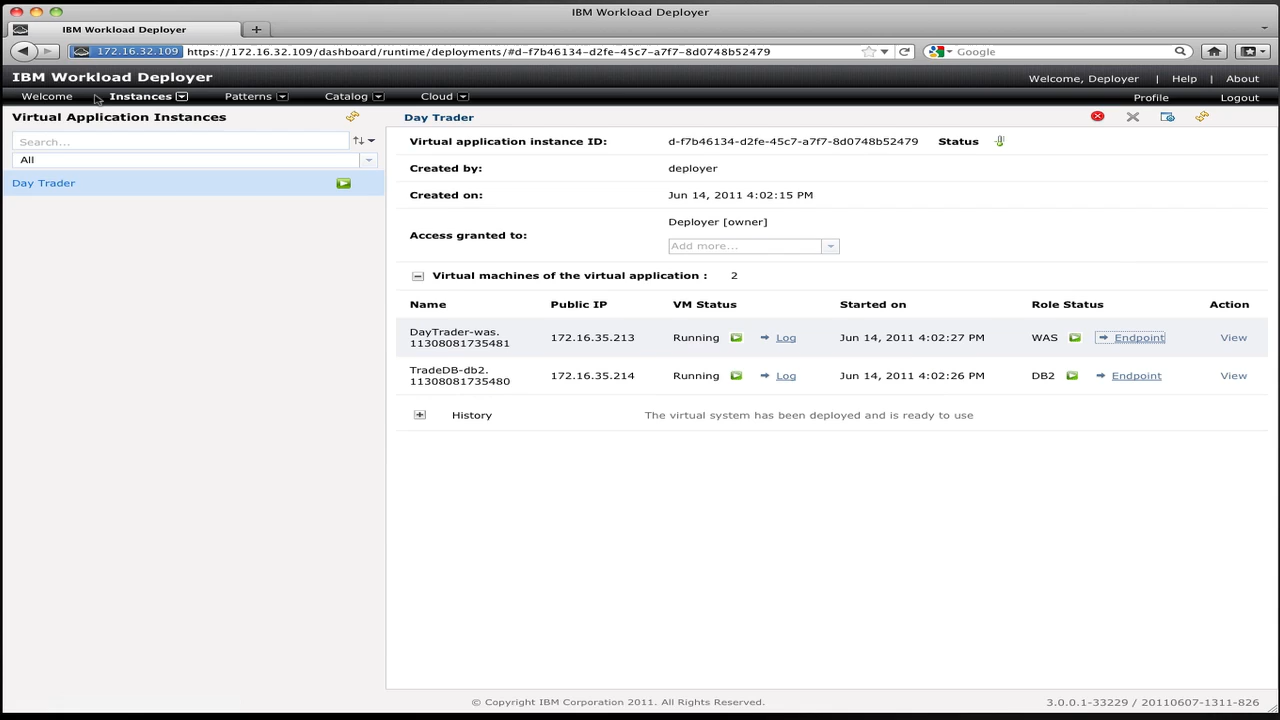 IBM Workload Deployer
IBM Workload Deployer
172.16.32.109 https://172.16.32.109/dashboard/runtime/deployments/#d-f7b46134-d2fe-45c7-a7f7-8d0748b52479 Google
IBM Workload Deployer Welcome, Deployer | Help | About
Welcome Instances Patterns Catalog Cloud Profile Logout
Virtual Application Instances
Search...
All
Day Trader
Day Trader
Virtual application instance ID: d-f7b46134-d2fe-45c7-a7f7-8d0748b52479 Status
Created by: deployer
Created on: Jun 14, 2011 4:02:15 PM
Deployer [owner]
Access granted to:
Add more...
Virtual machines of the virtual application : 2
Name Public IP VM Status Started on Role Status Action
DayTrader-was.
11308081735481 172.16.35.213 Running Log Jun 14, 2011 4:02:27 PM WAS Endpoint View
TradeDB-db2.
11308081735480 172.16.35.214 Running Log Jun 14, 2011 4:02:26 PM DB2 Endpoint View
History The virtual system has been deployed and is ready to use
© Copyright IBM Corporation 2011. All Rights Reserved. 3.0.0.1-33229 / 20110607-1311-826